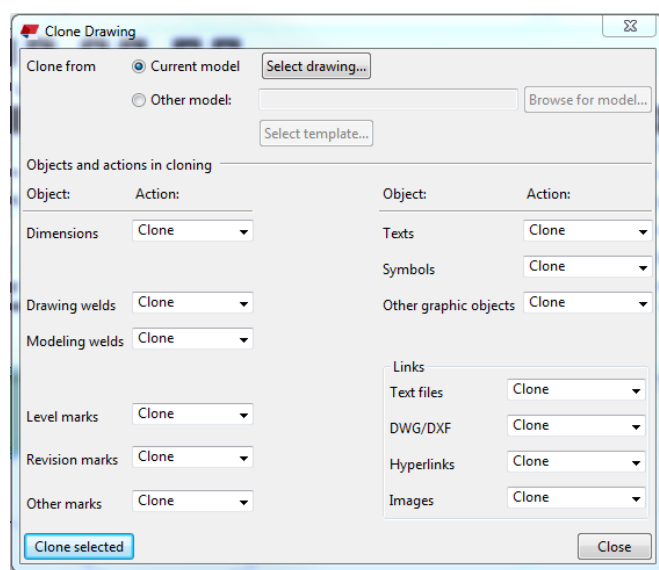 Clone Drawing
Clone from Current model Select drawing...
Other model: Browse for model...
Select template...
Objects and actions in cloning
Object: Action: Object: Action:
Dimensions Clone Texts Clone
Symbols Clone
Drawing welds Clone Other graphic objects Clone
Modeling welds Clone
Links
Text files Clone
Level marks Clone
DWG/DXF Clone
Revision marks Clone Hyperlinks Clone
Other marks Clone Images Clone
Clone selected Close